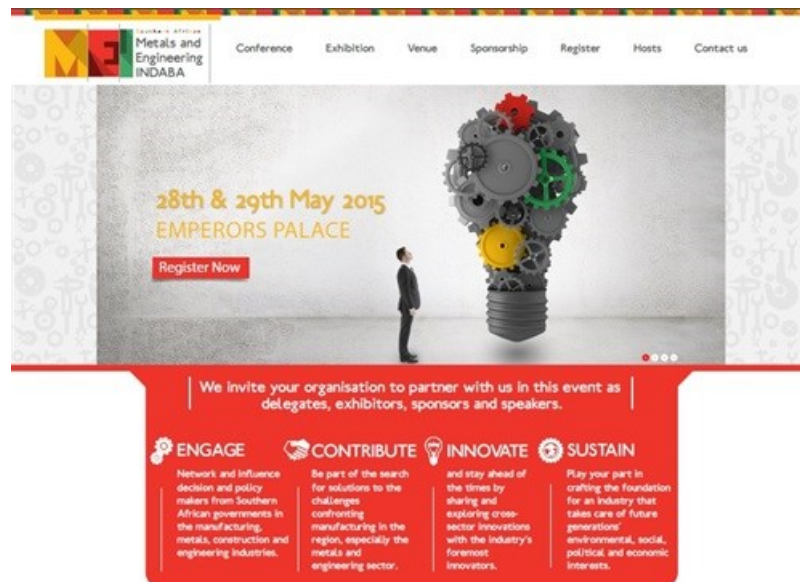 Southern African
Metals and
Engineering
INDABA
MEI
Conference Exhibition Venue Sponsorship Register Hosts Contact us
28th & 29th May 2015
EMPERORS PALACE
Register Now
We invite your organisation to partner with us in this event as
delegates, exhibitors, sponsors and speakers.
ENGAGE
Network and influence
decision and policy
makers from Southern
African governments in
the manufacturing,
metals, construction and
engineering industries.
CONTRIBUTE
Be part of the search
for solutions to the
challenges
confronting
manufacturing in the
region, especially the
metals and
engineering sector.
INNOVATE
and stay ahead of
the times by
sharing and
exploring cross-
sector innovations
with the industry's
foremost
innovators.
SUSTAIN
Play your part in
crafting the foundation
for an industry that
takes care of future
generations'
environmental, social,
political and economic
interests.